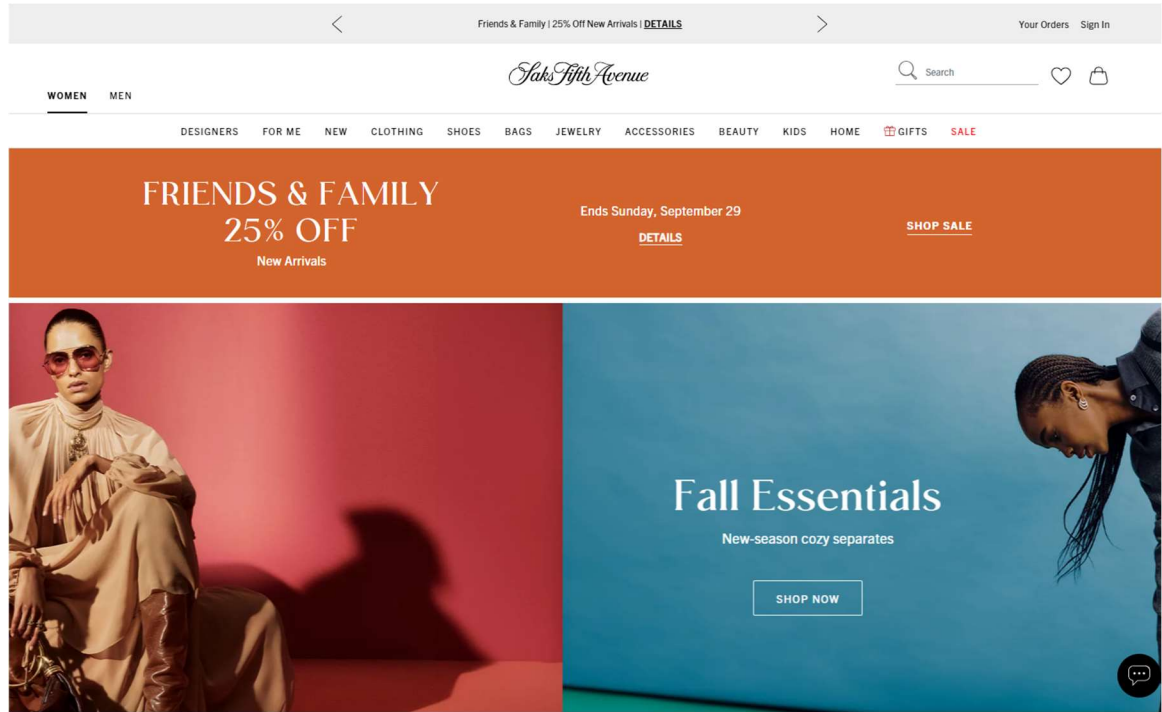 Friends & Family | 25% Off New Arrivals | DETAILS
Your Orders Sign In
Saks Fifth Avenue
Search
WOMEN MEN
DESIGNERS FOR ME NEW CLOTHING SHOES BAGS JEWELRY ACCESSORIES BEAUTY KIDS HOME GIFTS SALE
FRIENDS & FAMILY
25% OFF
New Arrivals
Ends Sunday, September 29
DETAILS
SHOP SALE
Fall Essentials
New-season cozy separates
SHOP NOW